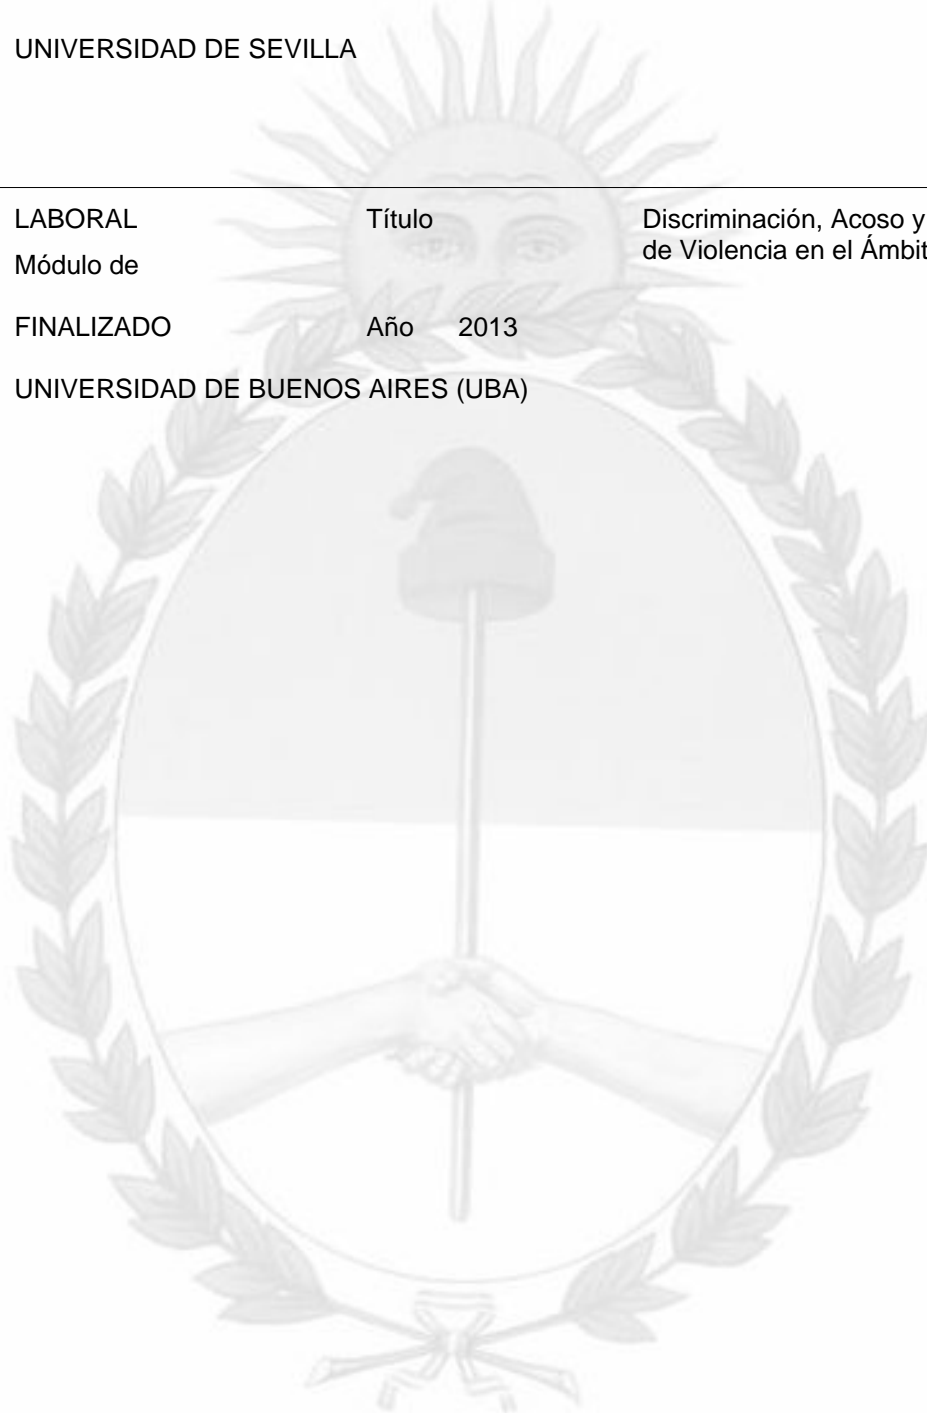 UNIVERSIDAD DE SEVILLA
LABORAL Título Discriminación, Acoso y
Módulo de de Violencia en el Ámbit
FINALIZADO Año 2013
UNIVERSIDAD DE BUENOS AIRES (UBA)